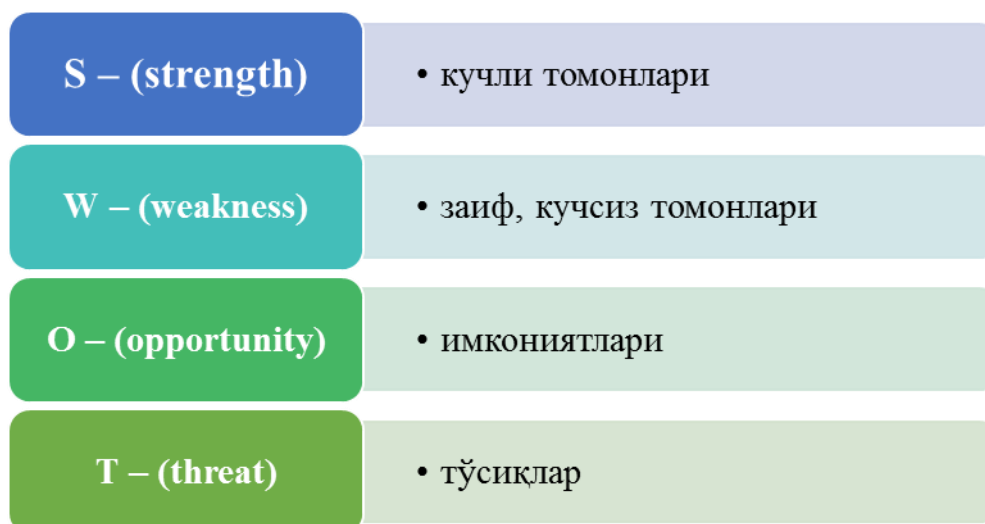 S – (strength)
• кучли томонлари
W – (weakness)
• заиф, кучсиз томонлари
O – (opportunity)
• имкониятлари
T – (threat)
• тўсиқлар